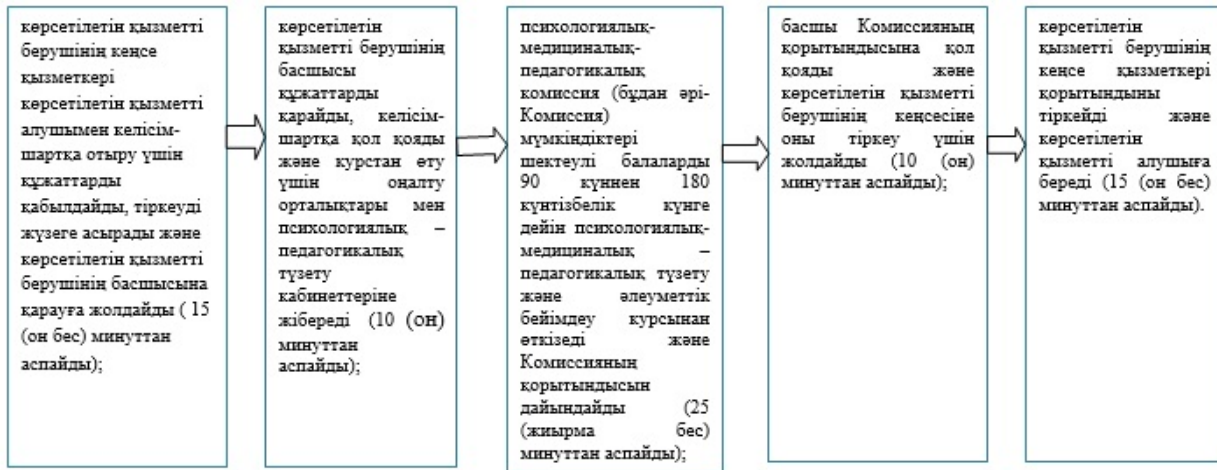 көрсетілетін қызметті
берушінің кеңсе
қызметкері
көрсетілетін қызметті
алушымен келісім-
шартқа отыру үшін
құжаттарды
қабылдайды, тіркеуді
жүзеге асырады және
көрсетілетін қызметті
берушінің басшысына
қарауға жолдайды ( 15
(он бес) минуттан
аспайды);
көрсетілетін
қызметті берушінің
басшысы
құжаттарды
қарайды, келісім-
шартқа қол қояды
және курстан өту
үшін оңалту
орталықтары мен
психологиялық –
педагогикалық
түзету
кабинеттеріне
жібереді (10 (он)
минуттан
аспайды);
психологиялық-
медициналық-
педагогикалық
комиссия (бұдан әрі-
Комиссия)
мүмкіндіктері
шектеулі балаларды
90 күннен 180
күнтізбелік күнге
дейін психологиялық-
медициналық –
педагогикалық түзету
және әлеуметтік
бейімдеу курсынан
өткізеді және
Комиссияның
қорытындысын
дайындайды (25
(жиырма бес)
минуттан аспайды);
басшы Комиссияның
қорытындысына қол
қояды және
көрсетілетін қызметті
берушінің кеңсесіне
оны тіркеу үшін
жолдайды (10 (он)
минуттан аспайды);
көрсетілетін
қызметті берушінің
кеңсе қызметкері
қорытындыны
тіркейді және
көрсетілетін
қызметті алушыға
береді (15 (он бес)
минуттан аспайды).